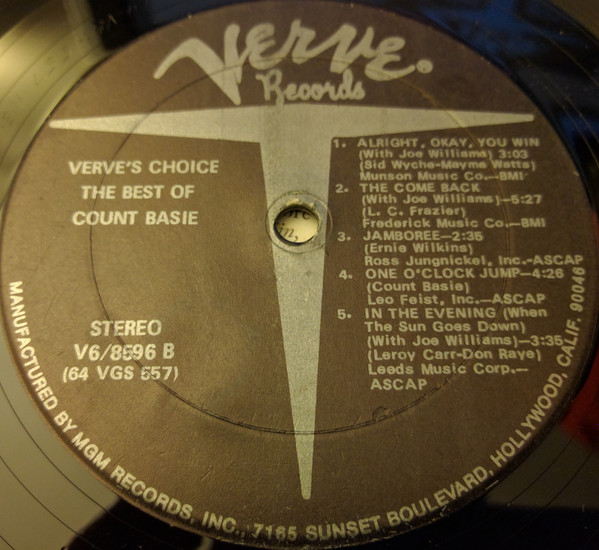 Verve®
Records
VERVE'S CHOICE
THE BEST OF
COUNT BASIE
STEREO
V6/8596 B
(64 VGS 557)
1. ALRIGHT, OKAY, YOU WIN
(With Joe Williams) 3:03
(Sid Wyche-Mayme Watts)
Munson Music Co.—BMI
2. THE COME BACK
(With Joe Williams)—5:27
(L. C. Frazier)
Frederick Music Co.—BMI
3. JAMBOREE—2:35
(Ernie Wilkins)
Ross Jungnickel, Inc.-ASCAP
4. ONE O'CLOCK JUMP—4:26
(Count Basie)
Leo Feist, Inc.—ASCAP
5. IN THE EVENING (When
The Sun Goes Down)
(With Joe Williams)—3:35
(Leroy Carr-Don Raye)
Leeds Music Corp.—
ASCAP
MANUFACTURED BY MGM RECORDS, INC., 7165 SUNSET BOULEVARD, HOLLYWOOD, CALIF. 90046